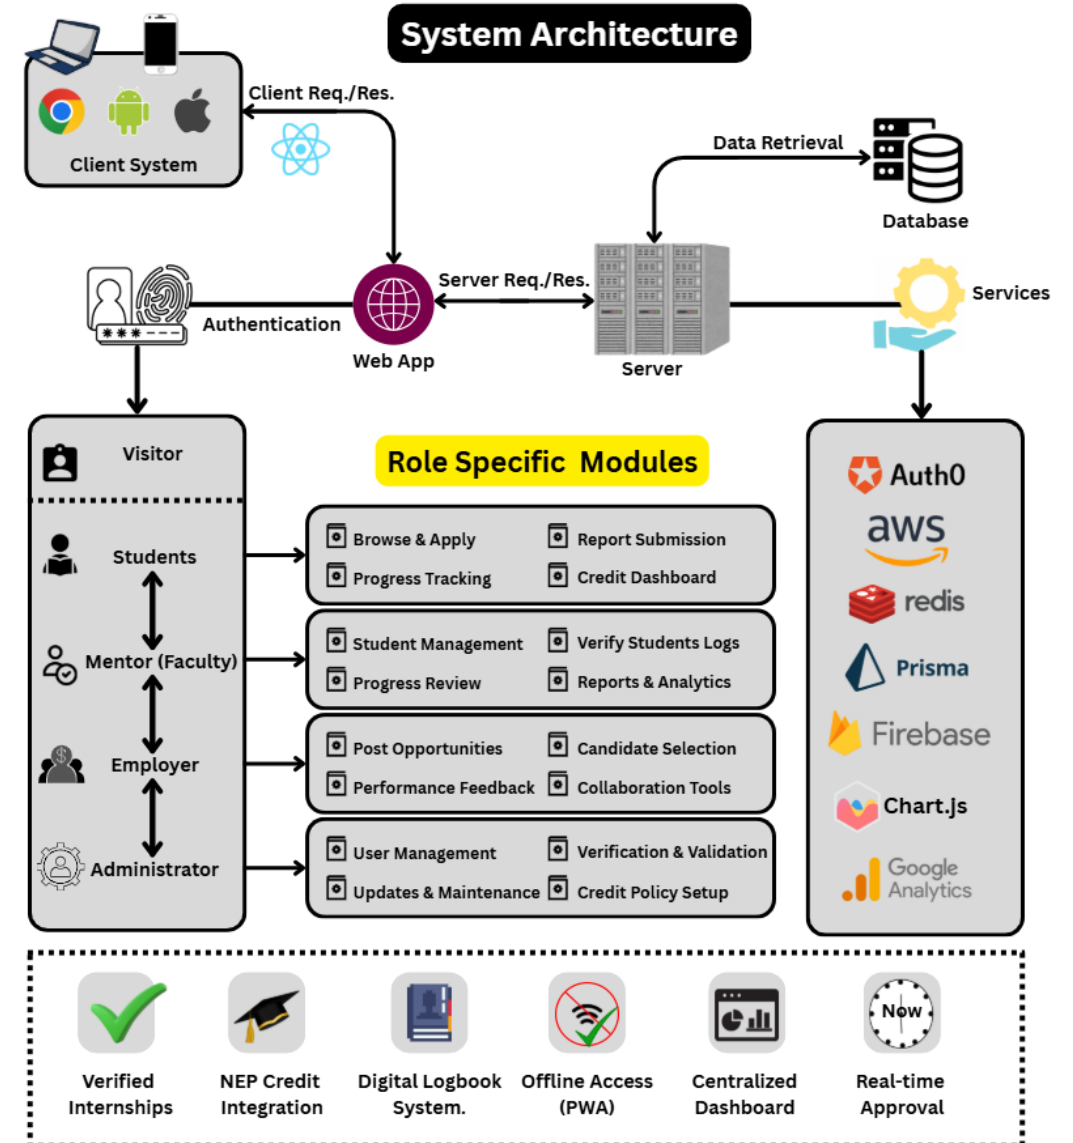 System Architecture
Client Req./Res.
Client System
Data Retrieval
Database
Server Req./Res.
Services
Authentication
Web App
Server
Visitor
Students
Mentor (Faculty)
Employer
Administrator
Role Specific Modules
Browse & Apply
Report Submission
Progress Tracking
Credit Dashboard
Student Management
Verify Students Logs
Progress Review
Reports & Analytics
Post Opportunities
Candidate Selection
Performance Feedback
Collaboration Tools
User Management
Verification & Validation
Updates & Maintenance
Credit Policy Setup
Auth0
aws
redis
Prisma
Firebase
Chart.js
Google
Analytics
Verified
Internships
NEP Credit
Integration
Digital Logbook
System.
Offline Access
(PWA)
Centralized
Dashboard
Now
Real-time
Approval